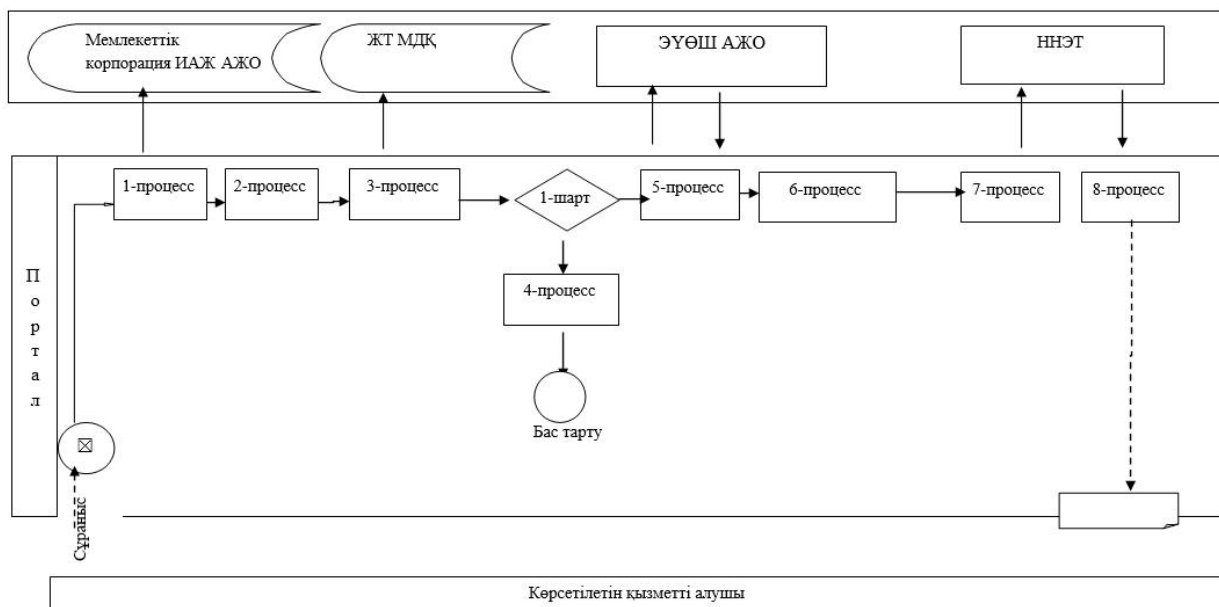 Мемлекеттік
корпорация ИАЖ АЖО
ЖТ МДҚ
ЭҮӨШ АЖО
ННЭТ
1-процесс
2-процесс
3-процесс
1-шарт
5-процесс
6-процесс
7-процесс
8-процесс
4-процесс
Портал
Бас тарту
Сұраныс
Көрсетілетін қызметті алушы